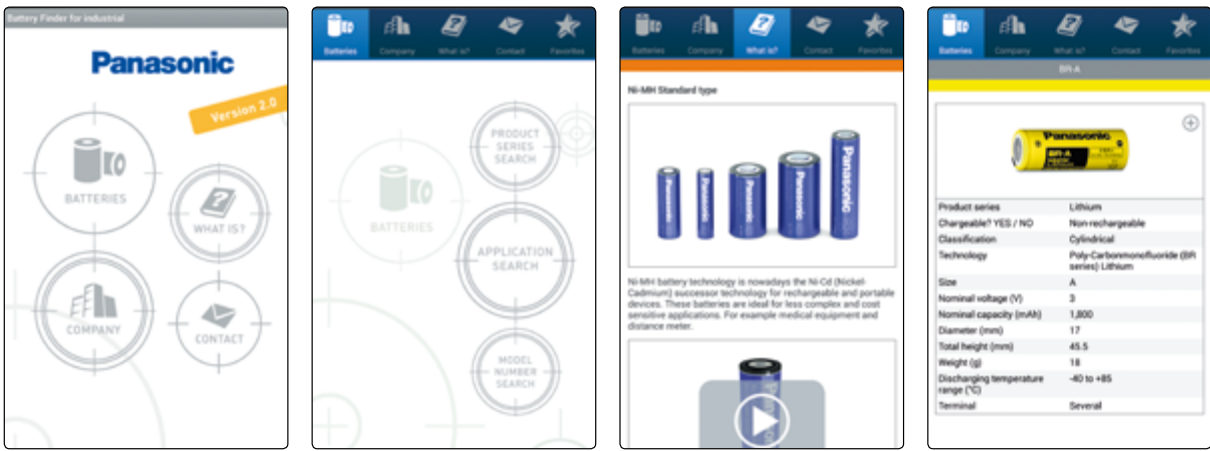 Battery Finder for industrial
Panasonic
Version 2.0
BATTERIES
WHAT IS?
COMPANY
CONTACT
Batteries Company What is? Contact Favorites
PRODUCT
SERIES
SEARCH
BATTERIES
APPLICATION
SEARCH
MODEL
NUMBER
SEARCH
Batteries Company What is? Contact Favorites
Ni-MH Standard type
Panasonic
Panasonic
Panasonic
Panasonic
Panasonic
Ni-MH battery technology is nowadays the Ni-Cd (Nickel-
Cadmium) successor technology for rechargeable and portable
devices. These batteries are ideal for less complex and cost
sensitive applications. For example medical equipment and
distance meter.
Batteries Company What is? Contact Favorites
BR-A
Panasonic
BR-A
Product series Lithium
Chargeable? YES / NO Non-rechargeable
Classification Cylindrical
Technology Poly-Carbonmonofluoride (BR
series) Lithium
Size A
Nominal voltage (V) 3
Nominal capacity (mAh) 1,800
Diameter (mm) 17
Total height (mm) 45.5
Weight (g) 18
Discharging temperature -40 to +85
range (°C)
Terminal Several